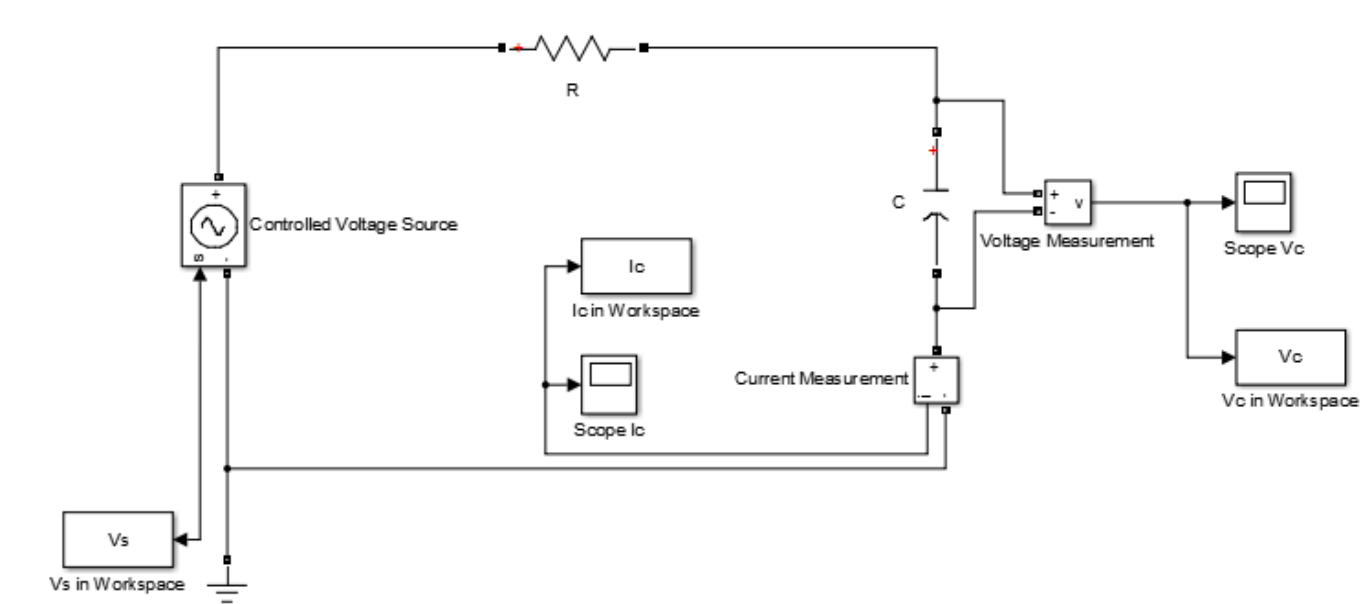 R
+
+
+
Controlled Voltage Source
s
-
C
+
-
v
Voltage Measurement
Scope Vc
Ic
Ic in Workspace
Scope Ic
Current Measurement
+
i
-
Vc
Vc in Workspace
Vs
Vs in Workspace